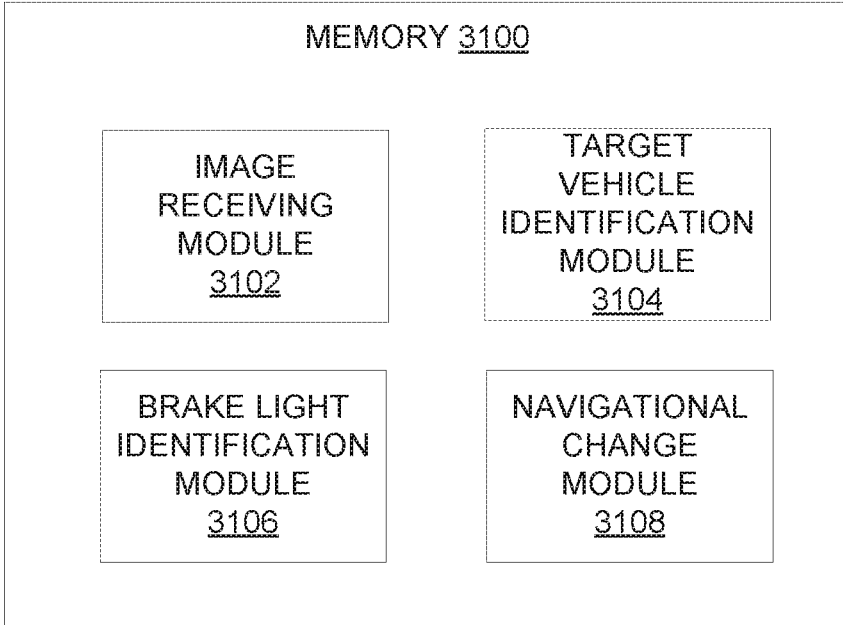 MEMORY 3100
IMAGE
RECEIVING
MODULE
3102
TARGET
VEHICLE
IDENTIFICATION
MODULE
3104
BRAKE LIGHT
IDENTIFICATION
MODULE
3106
NAVIGATIONAL
CHANGE
MODULE
3108